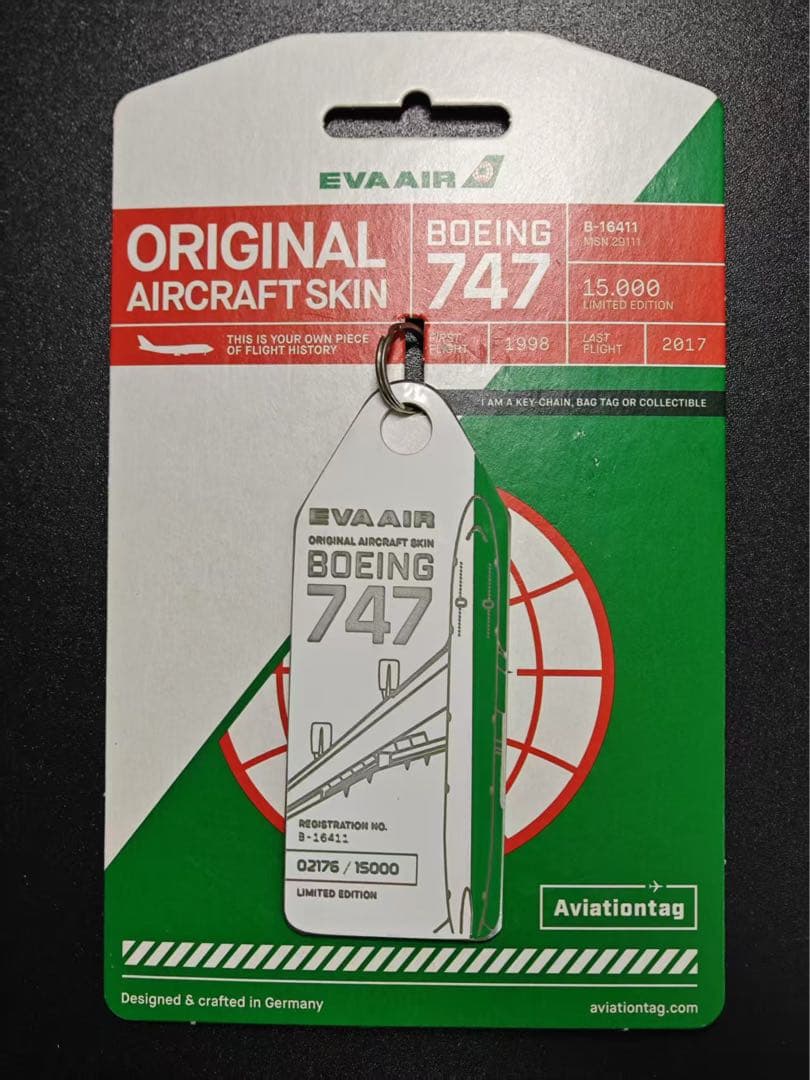 EVA AIR
ORIGINAL
AIRCRAFT SKIN
BOEING
747
B-16411
MSN 29111
15.000
LIMITED EDITION
THIS IS YOUR OWN PIECE
OF FLIGHT HISTORY
FIRST
FLIGHT
1998
LAST
FLIGHT
2017
I AM A KEY-CHAIN, BAG TAG OR COLLECTIBLE
EVA AIR
ORIGINAL AIRCRAFT SKIN
BOEING
747
REGISTRATION NO.
B-16411
02176 / 15000
LIMITED EDITION
Aviationtag
Designed & crafted in Germany
aviationtag.com